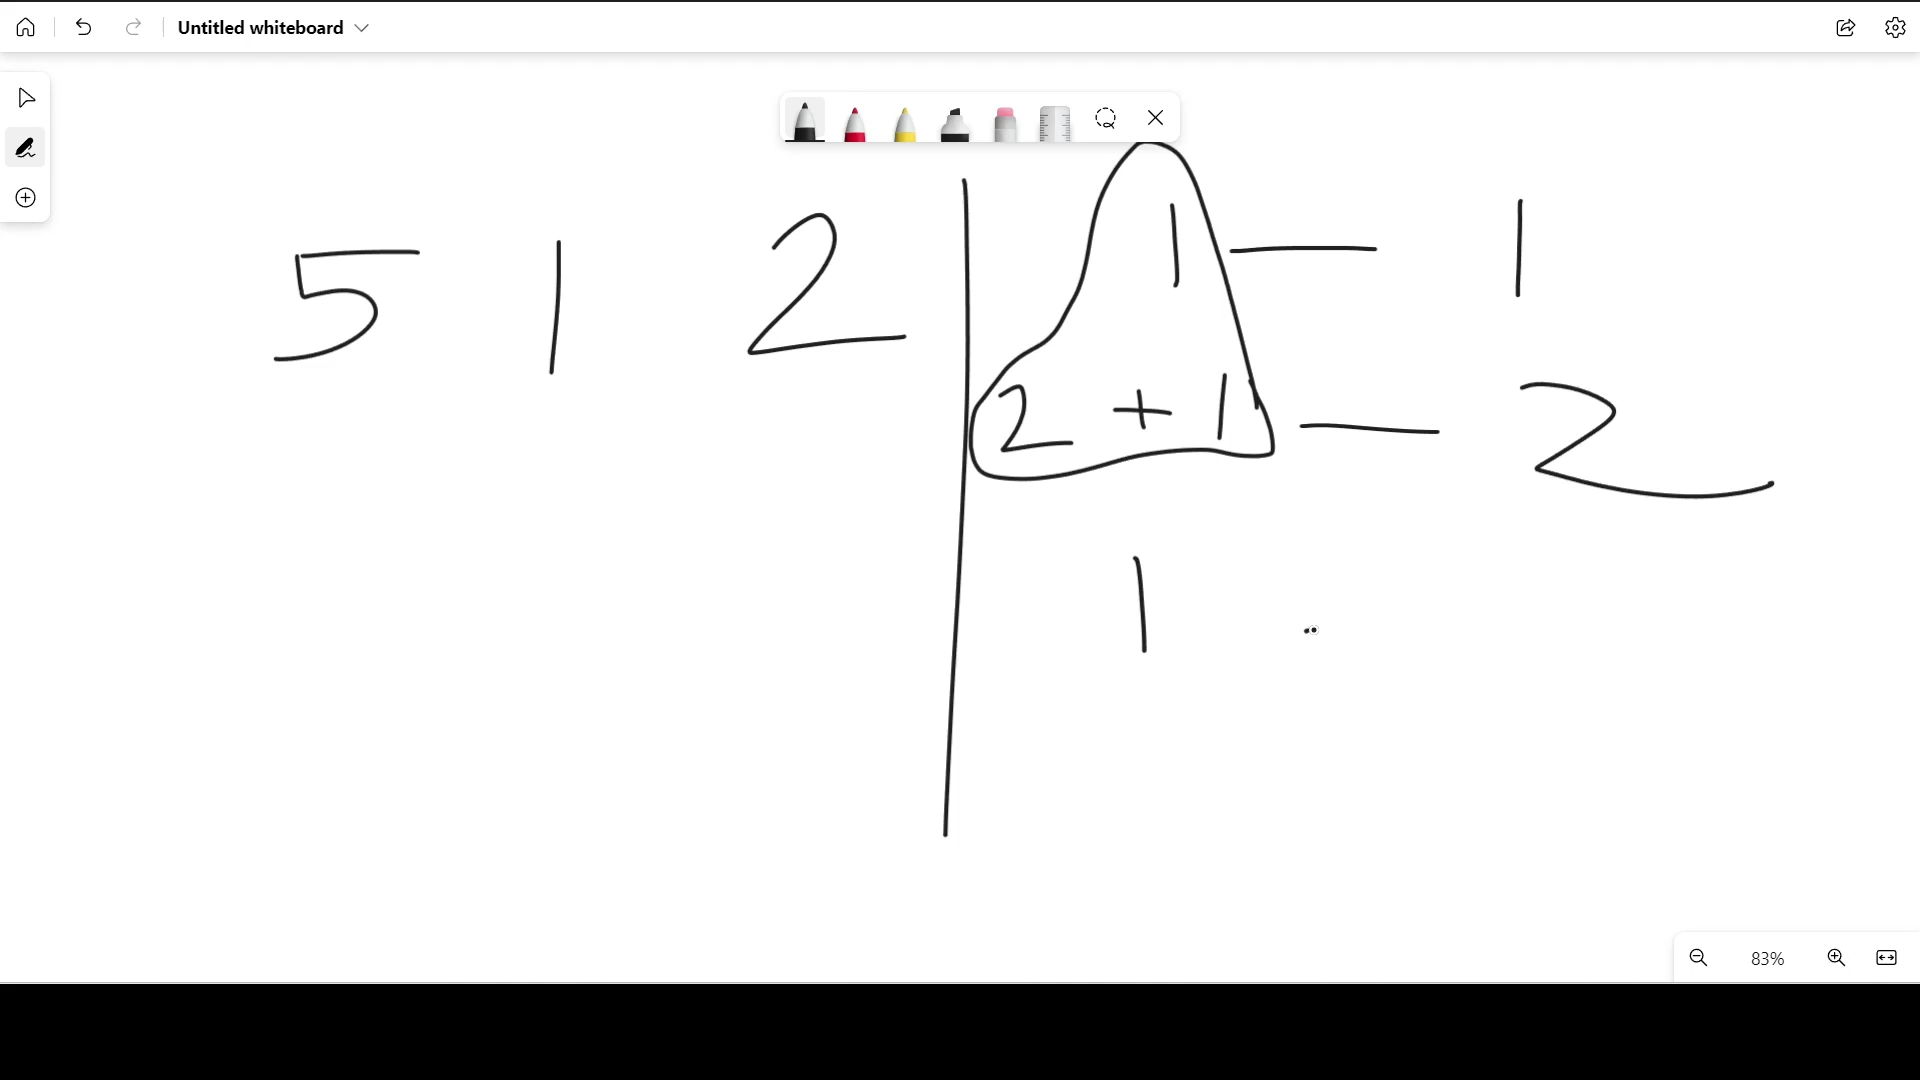 Untitled whiteboard
5 1 2
1 — 1
2 + 1 — 2
1
83%